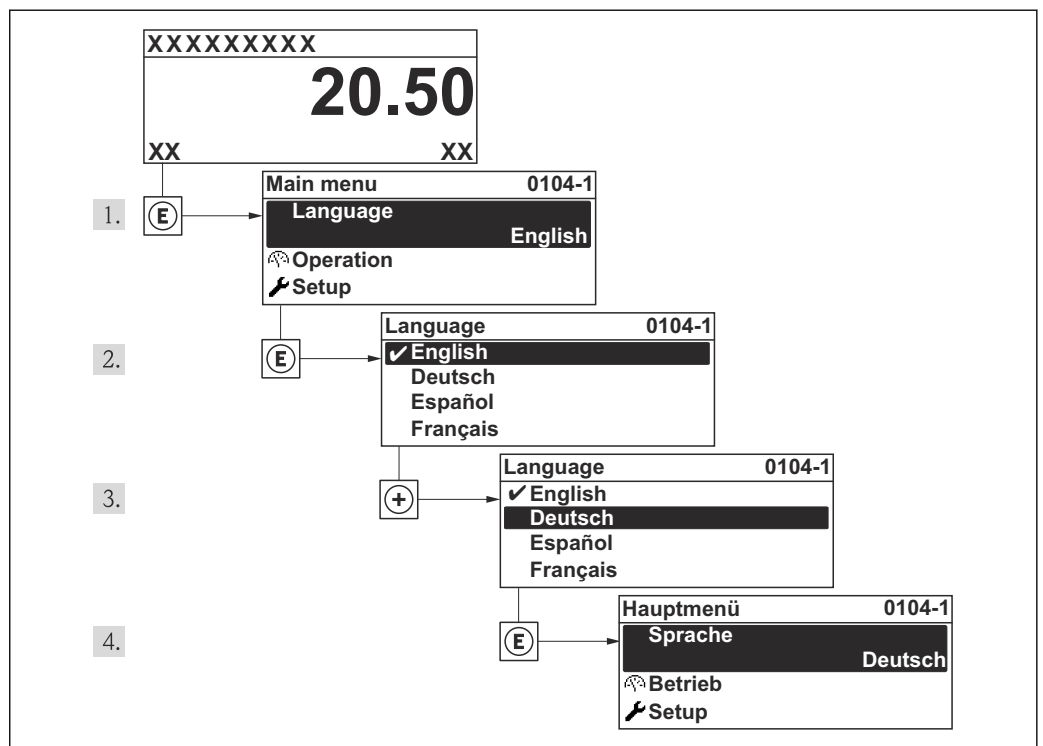 XXXXXXXXX
20.50
XX XX
1. E
Main menu 0104-1
Language
English
Operation
Setup
2. E
Language 0104-1
✔ English
Deutsch
Español
Français
3. +
Language 0104-1
✔ English
Deutsch
Español
Français
4. E
Hauptmenü 0104-1
Sprache
Deutsch
Betrieb
Setup